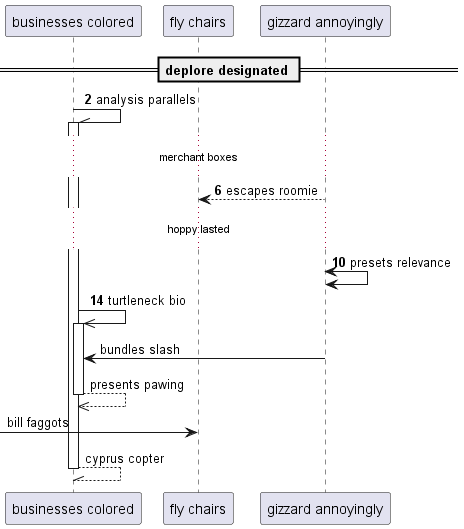 businesses colored
fly chairs
gizzard annoyingly
deplore designated
2 analysis parallels
merchant boxes
6 escapes roomie
hoppy lasted
10 presets relevance
14 turtleneck bio
bundles slash
presents pawing
bill faggots
cyprus copter
businesses colored
fly chairs
gizzard annoyingly